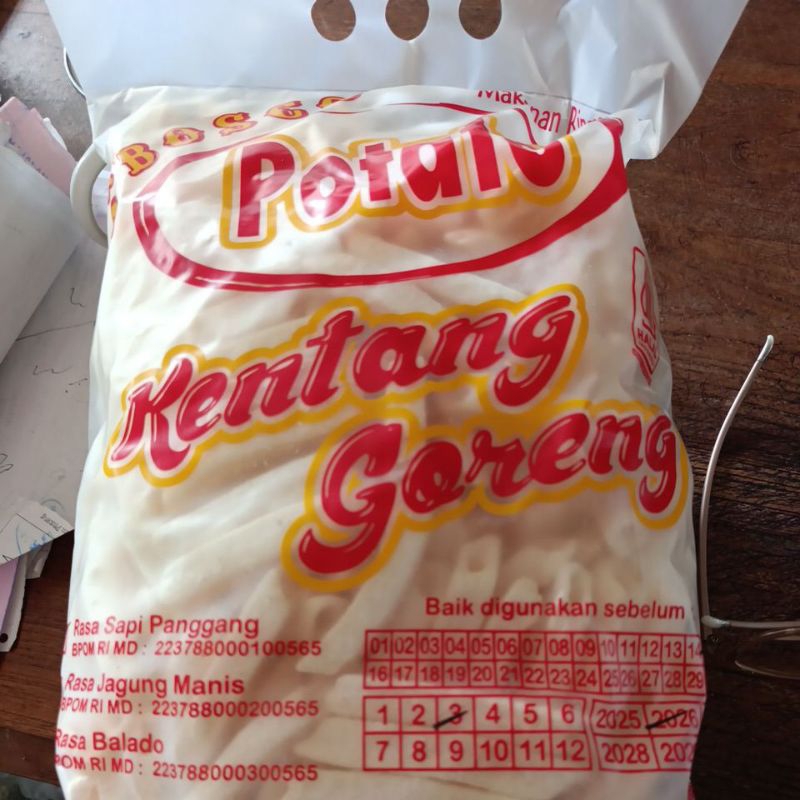 BOSCO
Potato
Kentang
Goreng
HALAL
Rasa Sapi Panggang
BPOM RI MD : 223788000100565
Rasa Jagung Manis
BPOM RI MD : 223788000200565
Rasa Balado
POM RI MD : 223788000300565
Baik digunakan sebelum
01 02 03 04 05 06 07 08 09 10 11 12 13 14
16 17 18 19 20 21 22 23 24 25 26 27 28 29
1 2 3 4 5 6 2025 2026
7 8 9 10 11 12 2028